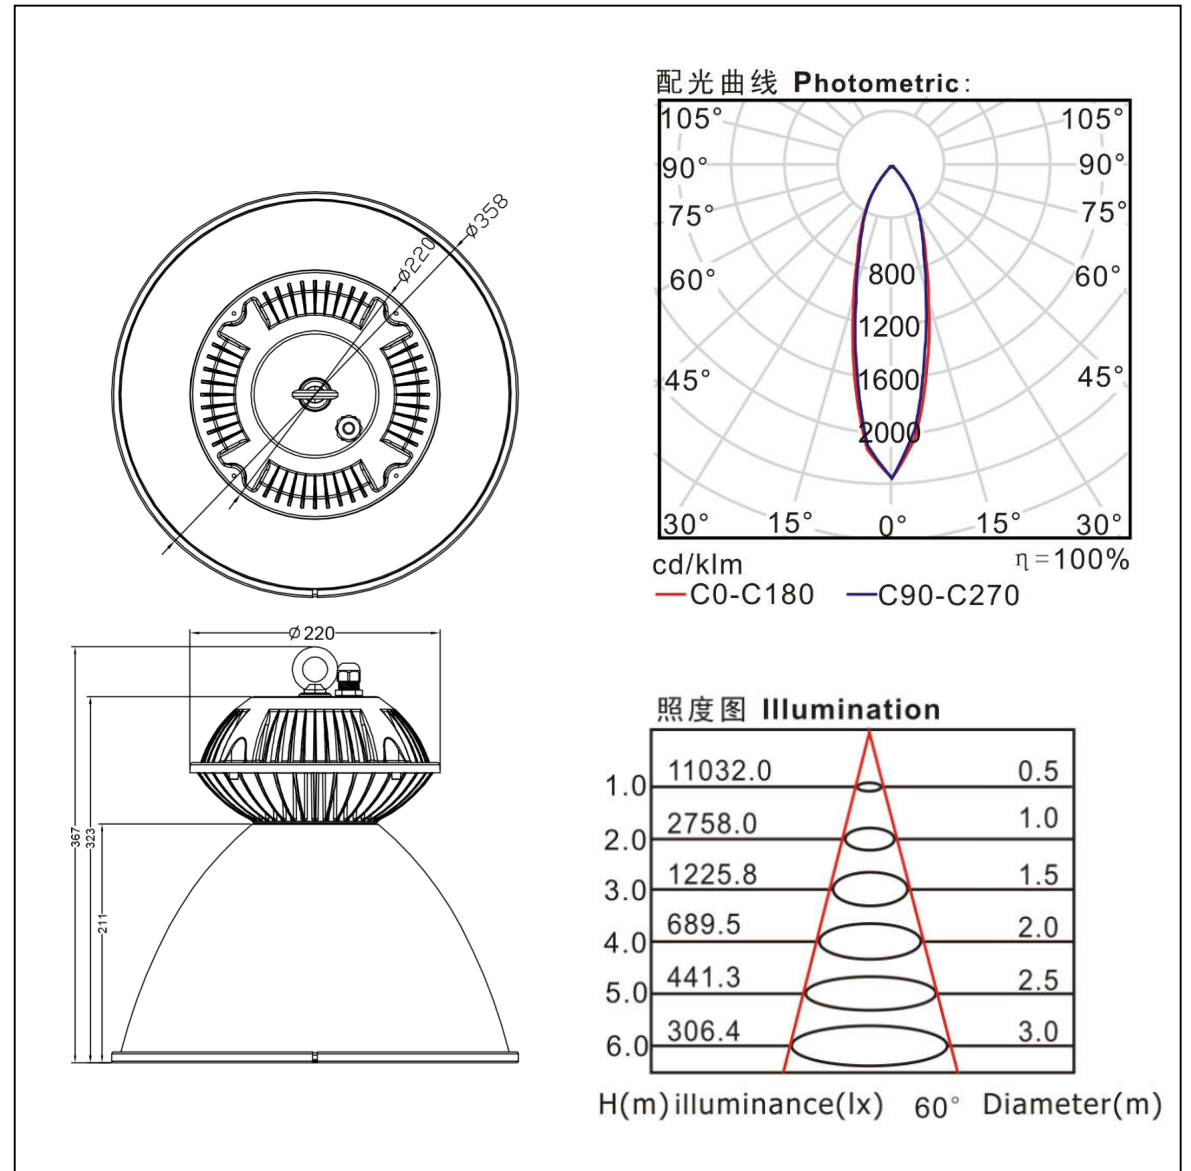 ø358
ø220
ø220
367
323
211
配光曲线 Photometric:
105° 105°
90° 90°
75° 75°
60° 60°
800
1200
45° 1600 45°
2000
30° 15° 0° 15° 30°
cd/klm η=100%
C0-C180 C90-C270
照度图 Illumination
1.0 11032.0 0.5
2.0 2758.0 1.0
3.0 1225.8 1.5
4.0 689.5 2.0
5.0 441.3 2.5
6.0 306.4 3.0
H(m) illuminance(lx) 60° Diameter(m)